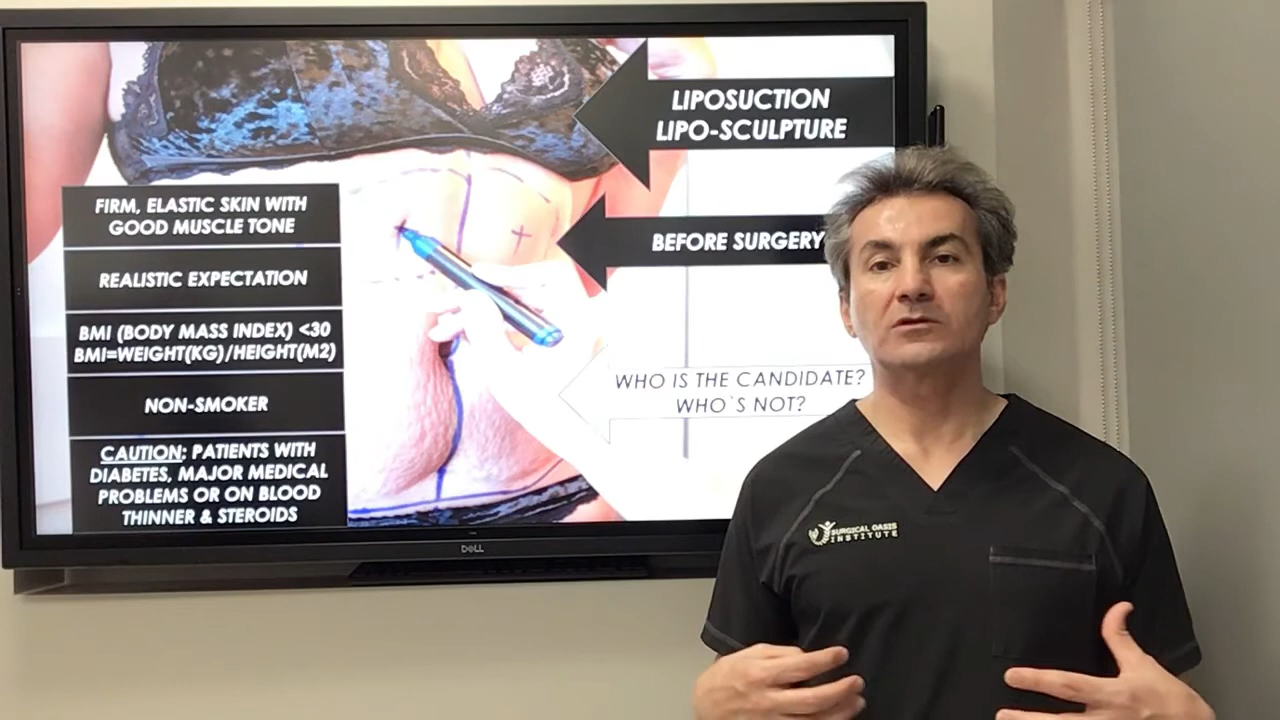 LIPOSUCTION
LIPO-SCULPTURE
FIRM, ELASTIC SKIN WITH
GOOD MUSCLE TONE
BEFORE SURGERY
REALISTIC EXPECTATION
BMI (BODY MASS INDEX) <30
BMI=WEIGHT(KG)/HEIGHT(M2)
WHO IS THE CANDIDATE?
WHO`S NOT?
NON-SMOKER
CAUTION: PATIENTS WITH
DIABETES, MAJOR MEDICAL
PROBLEMS OR ON BLOOD
THINNER & STEROIDS
DELL
SURGICAL OASIS
INSTITUTE